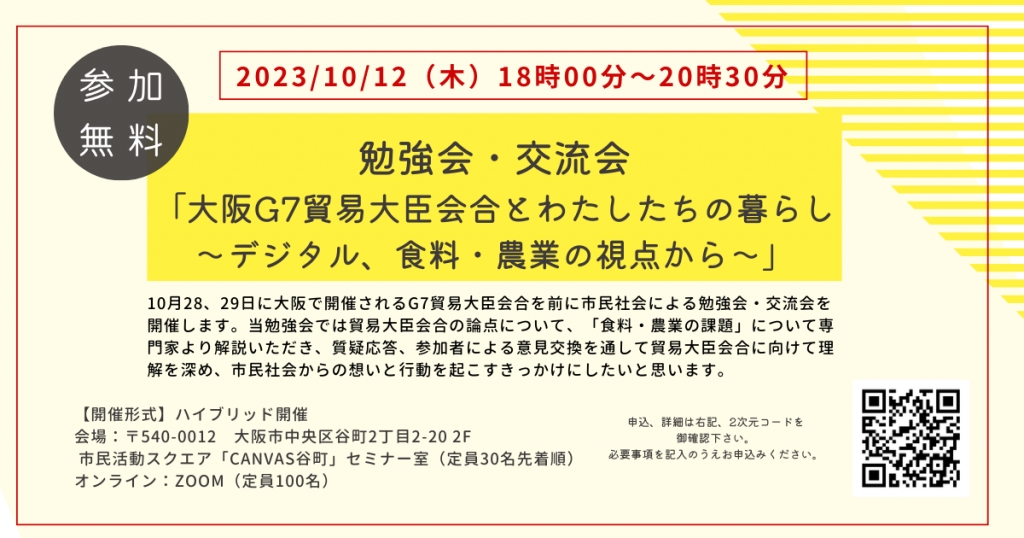 参加
無料
2023/10/12（木）18時00分～20時30分
勉強会・交流会
「大阪G7貿易大臣会合とわたしたちの暮らし
～デジタル、食料・農業の視点から～」
10月28、29日に大阪で開催されるG7貿易大臣会合を前に市民社会による勉強会・交流会を
開催します。当勉強会では貿易大臣会合の論点について、「食料・農業の課題」について専
門家より解説いただき、質疑応答、参加者による意見交換を通して貿易大臣会合に向けて理
解を深め、市民社会からの想いと行動を起こすきっかけにしたいと思います。
【開催形式】ハイブリッド開催
会場：〒540-0012　大阪市中央区谷町2丁目2-20 2F
市民活動スクエア「CANVAS谷町」セミナー室（定員30名先着順）
オンライン：ZOOM（定員100名）
申込、詳細は右記、2次元コードを
御確認下さい。
必要事項を記入のうえお申込みください。